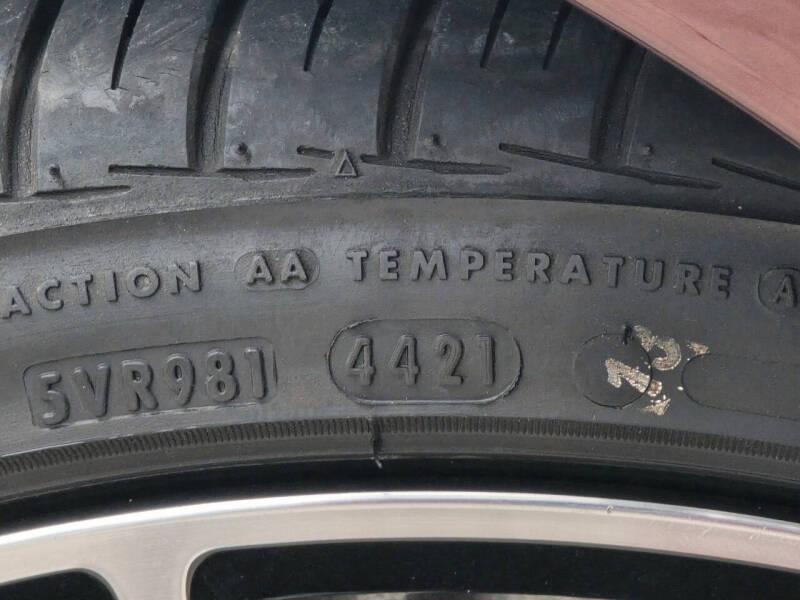 ACTION AA TEMPERATURE A
5VR981 4421